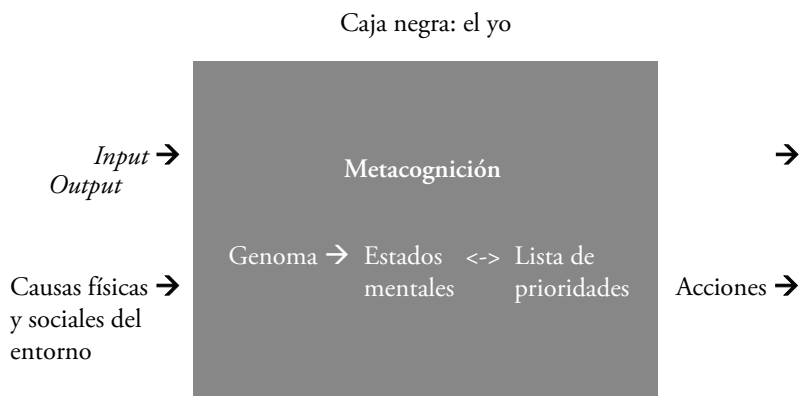 Caja negra: el yo
Input →
Output
→
Metacognición
Genoma → Estados mentales <-> Lista de prioridades
Causas físicas → y sociales del entorno
Acciones →